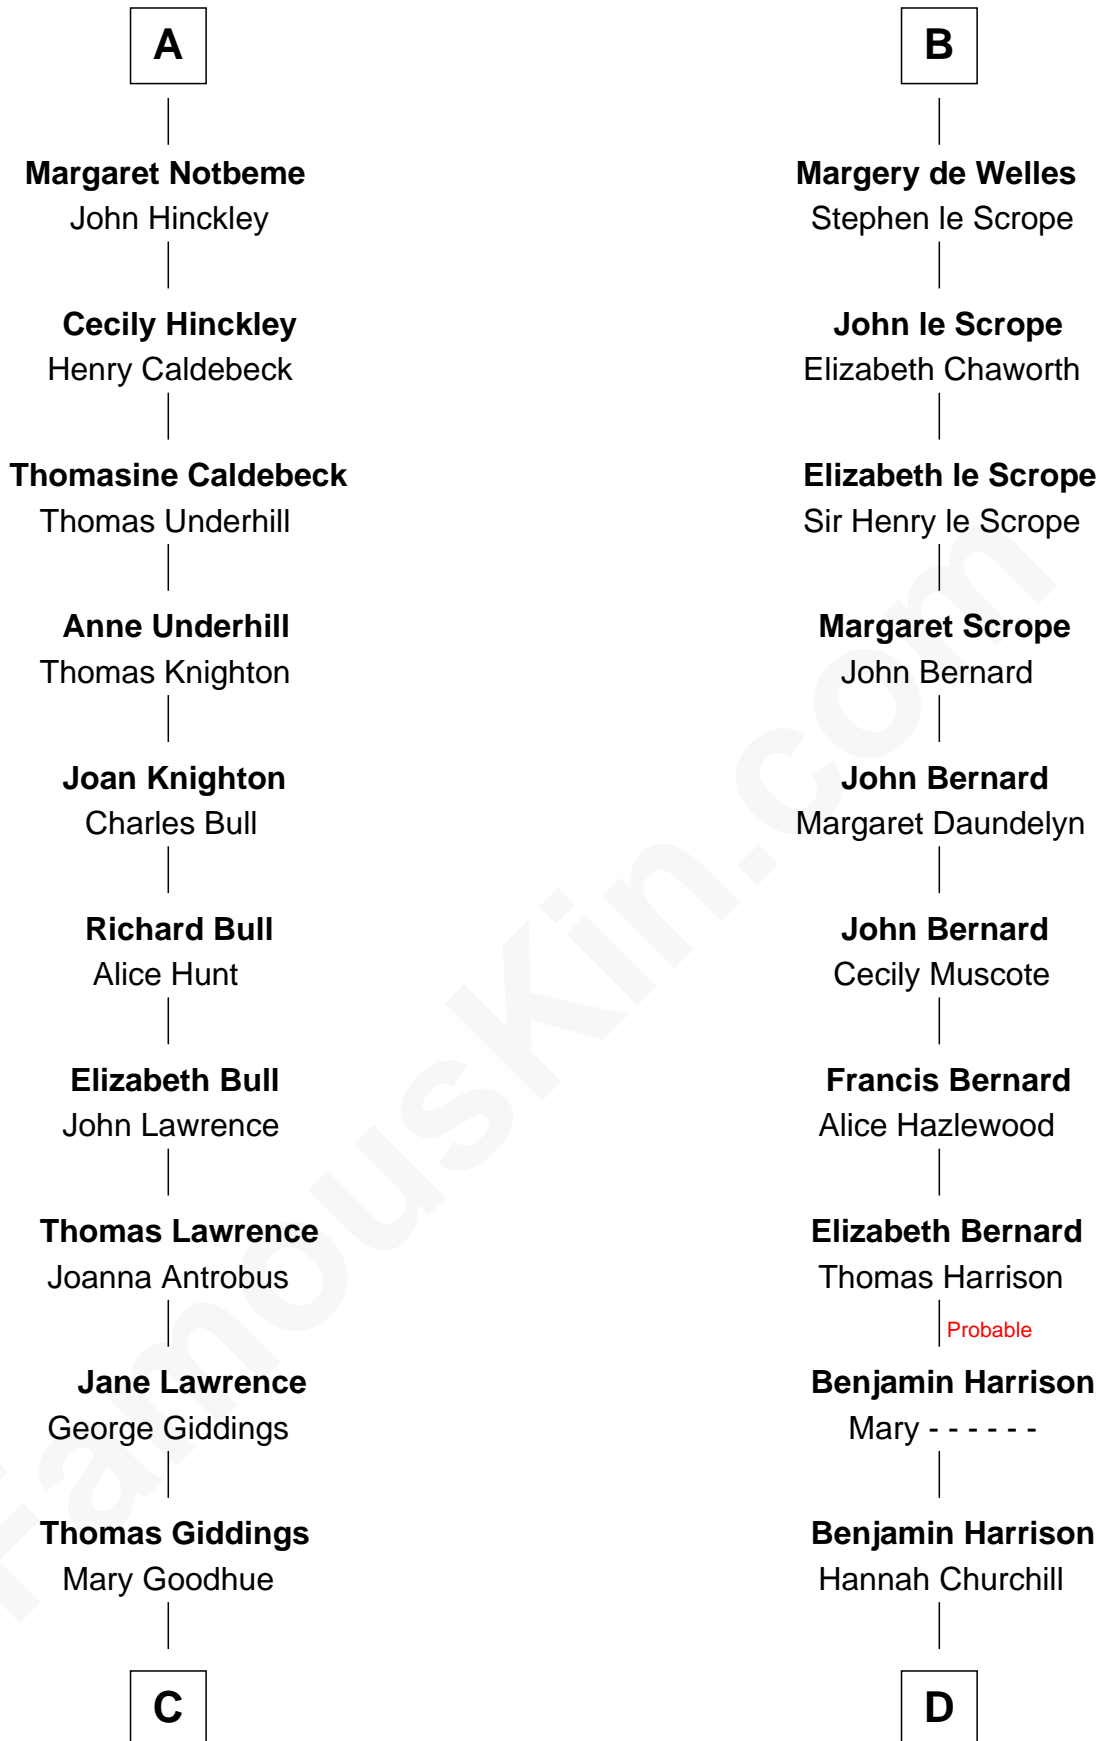 A
Margaret Notbeme
John Hinckley
Cecily Hinckley
Henry Caldebeck
Thomasine Caldebeck
Thomas Underhill
Anne Underhill
Thomas Knighton
Joan Knighton
Charles Bull
Richard Bull
Alice Hunt
Elizabeth Bull
John Lawrence
Thomas Lawrence
Joanna Antrobus
Jane Lawrence
George Giddings
Thomas Giddings
Mary Goodhue
C
B
Margery de Welles
Stephen le Scrope
John le Scrope
Elizabeth Chaworth
Elizabeth le Scrope
Sir Henry le Scrope
Margaret Scrope
John Bernard
John Bernard
Margaret Daundelyn
John Bernard
Cecily Muscote
Francis Bernard
Alice Hazlewood
Elizabeth Bernard
Thomas Harrison
Probable
Benjamin Harrison
Mary - - - - - -
Benjamin Harrison
Hannah Churchill
D
FamousKin.com